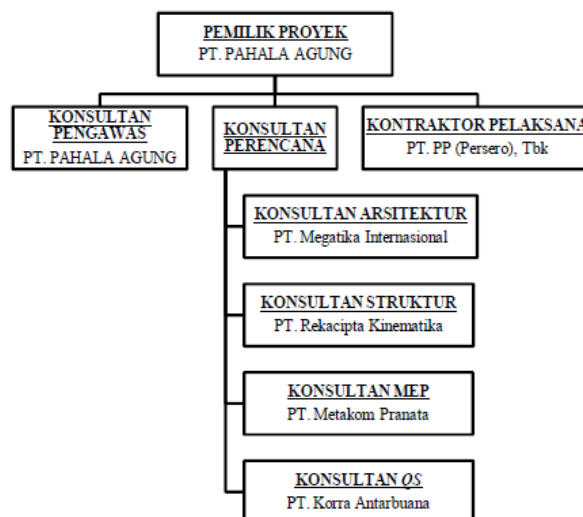 PEMILIK PROYEK
PT. PAHALA AGUNG
KONSULTAN
PENGAWAS
PT. PAHALA AGUNG
KONSULTAN
PERENCANA
KONTRAKTOR PELAKSANA
PT. PP (Persero), Tbk
KONSULTAN ARSITEKTUR
PT. Megatika Internasional
KONSULTAN STRUKTUR
PT. Rekacipta Kinematika
KONSULTAN MEP
PT. Metakom Pranata
KONSULTAN QS
PT. Korra Antarbuana